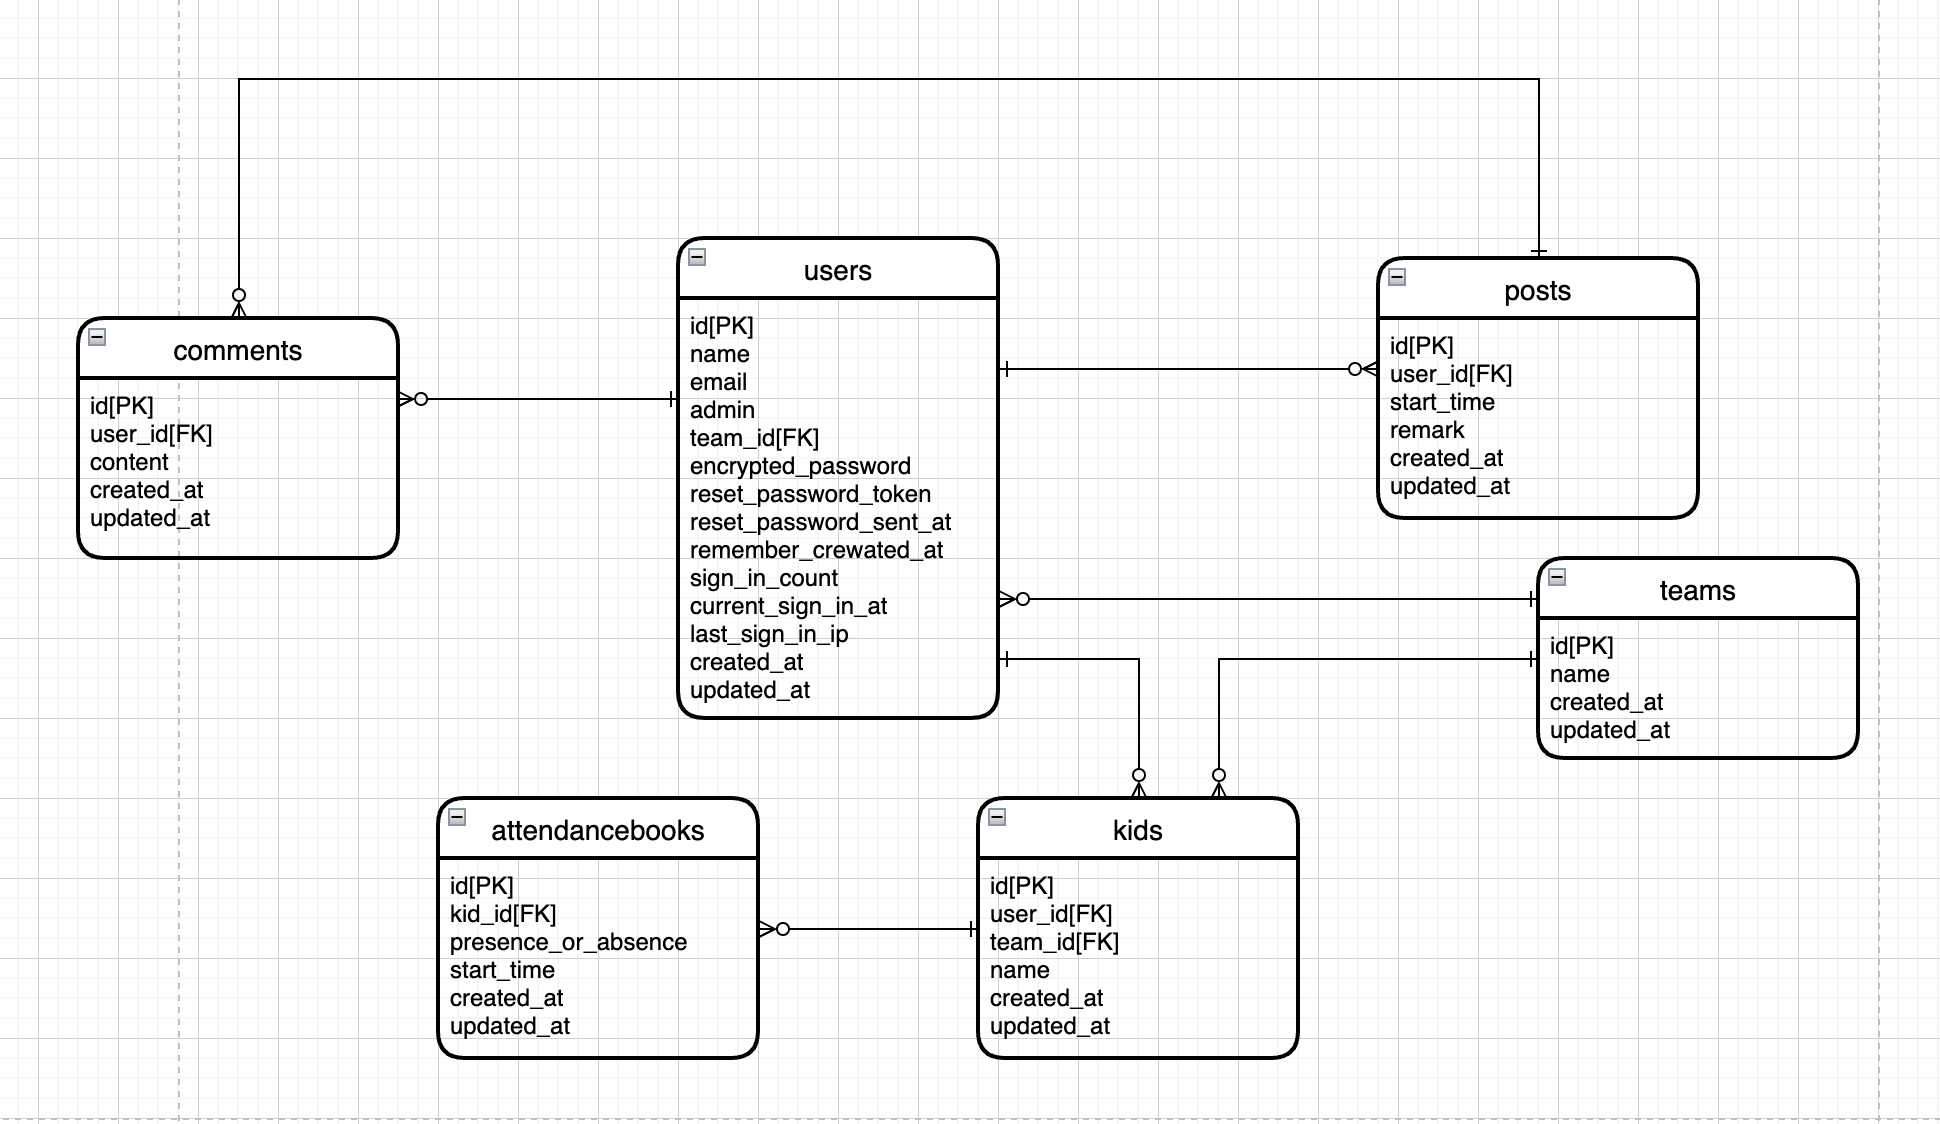 users
id[PK]
name
email
admin
team_id[FK]
encrypted_password
reset_password_token
reset_password_sent_at
remember_crewated_at
sign_in_count
current_sign_in_at
last_sign_in_ip
created_at
updated_at
posts
id[PK]
user_id[FK]
start_time
remark
created_at
updated_at
comments
id[PK]
user_id[FK]
content
created_at
updated_at
teams
id[PK]
name
created_at
updated_at
attendancebooks
id[PK]
kid_id[FK]
presence_or_absence
start_time
created_at
updated_at
kids
id[PK]
user_id[FK]
team_id[FK]
name
created_at
updated_at